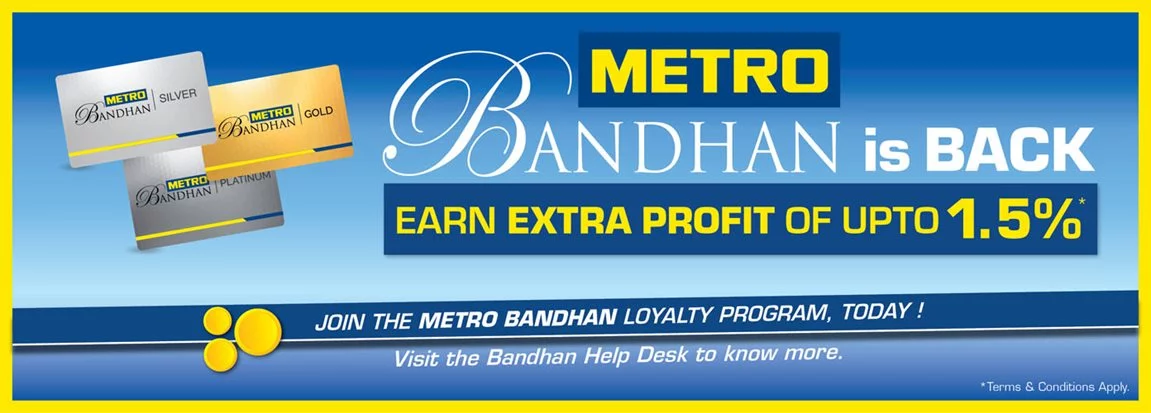 METRO
BANDHAN | SILVER
METRO
BANDHAN | GOLD
METRO
BANDHAN | PLATINUM
METRO
BANDHAN is BACK
EARN EXTRA PROFIT OF UPTO 1.5%*
JOIN THE METRO BANDHAN LOYALTY PROGRAM, TODAY !
Visit the Bandhan Help Desk to know more.
*Terms & Conditions Apply.